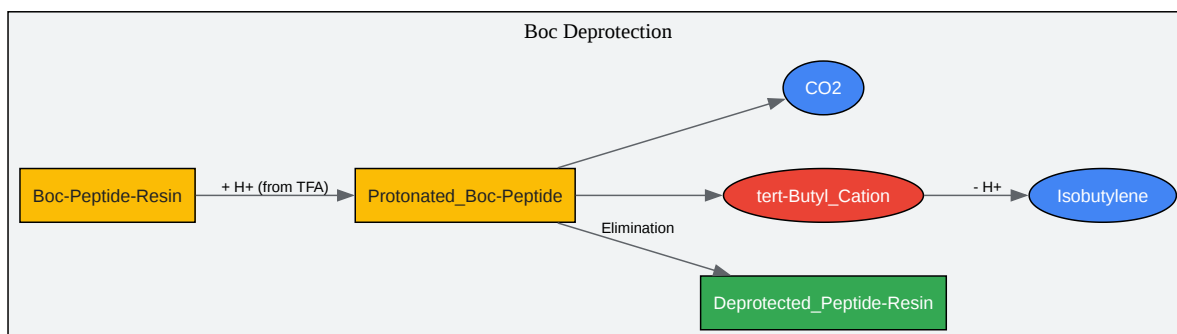 Boc Deprotection
CO2
Boc-Peptide-Resin
+ H+ (from TFA)
Protonated_Boc-Peptide
tert-Butyl_Cation
- H+
Isobutylene
Elimination
Deprotected_Peptide-Resin